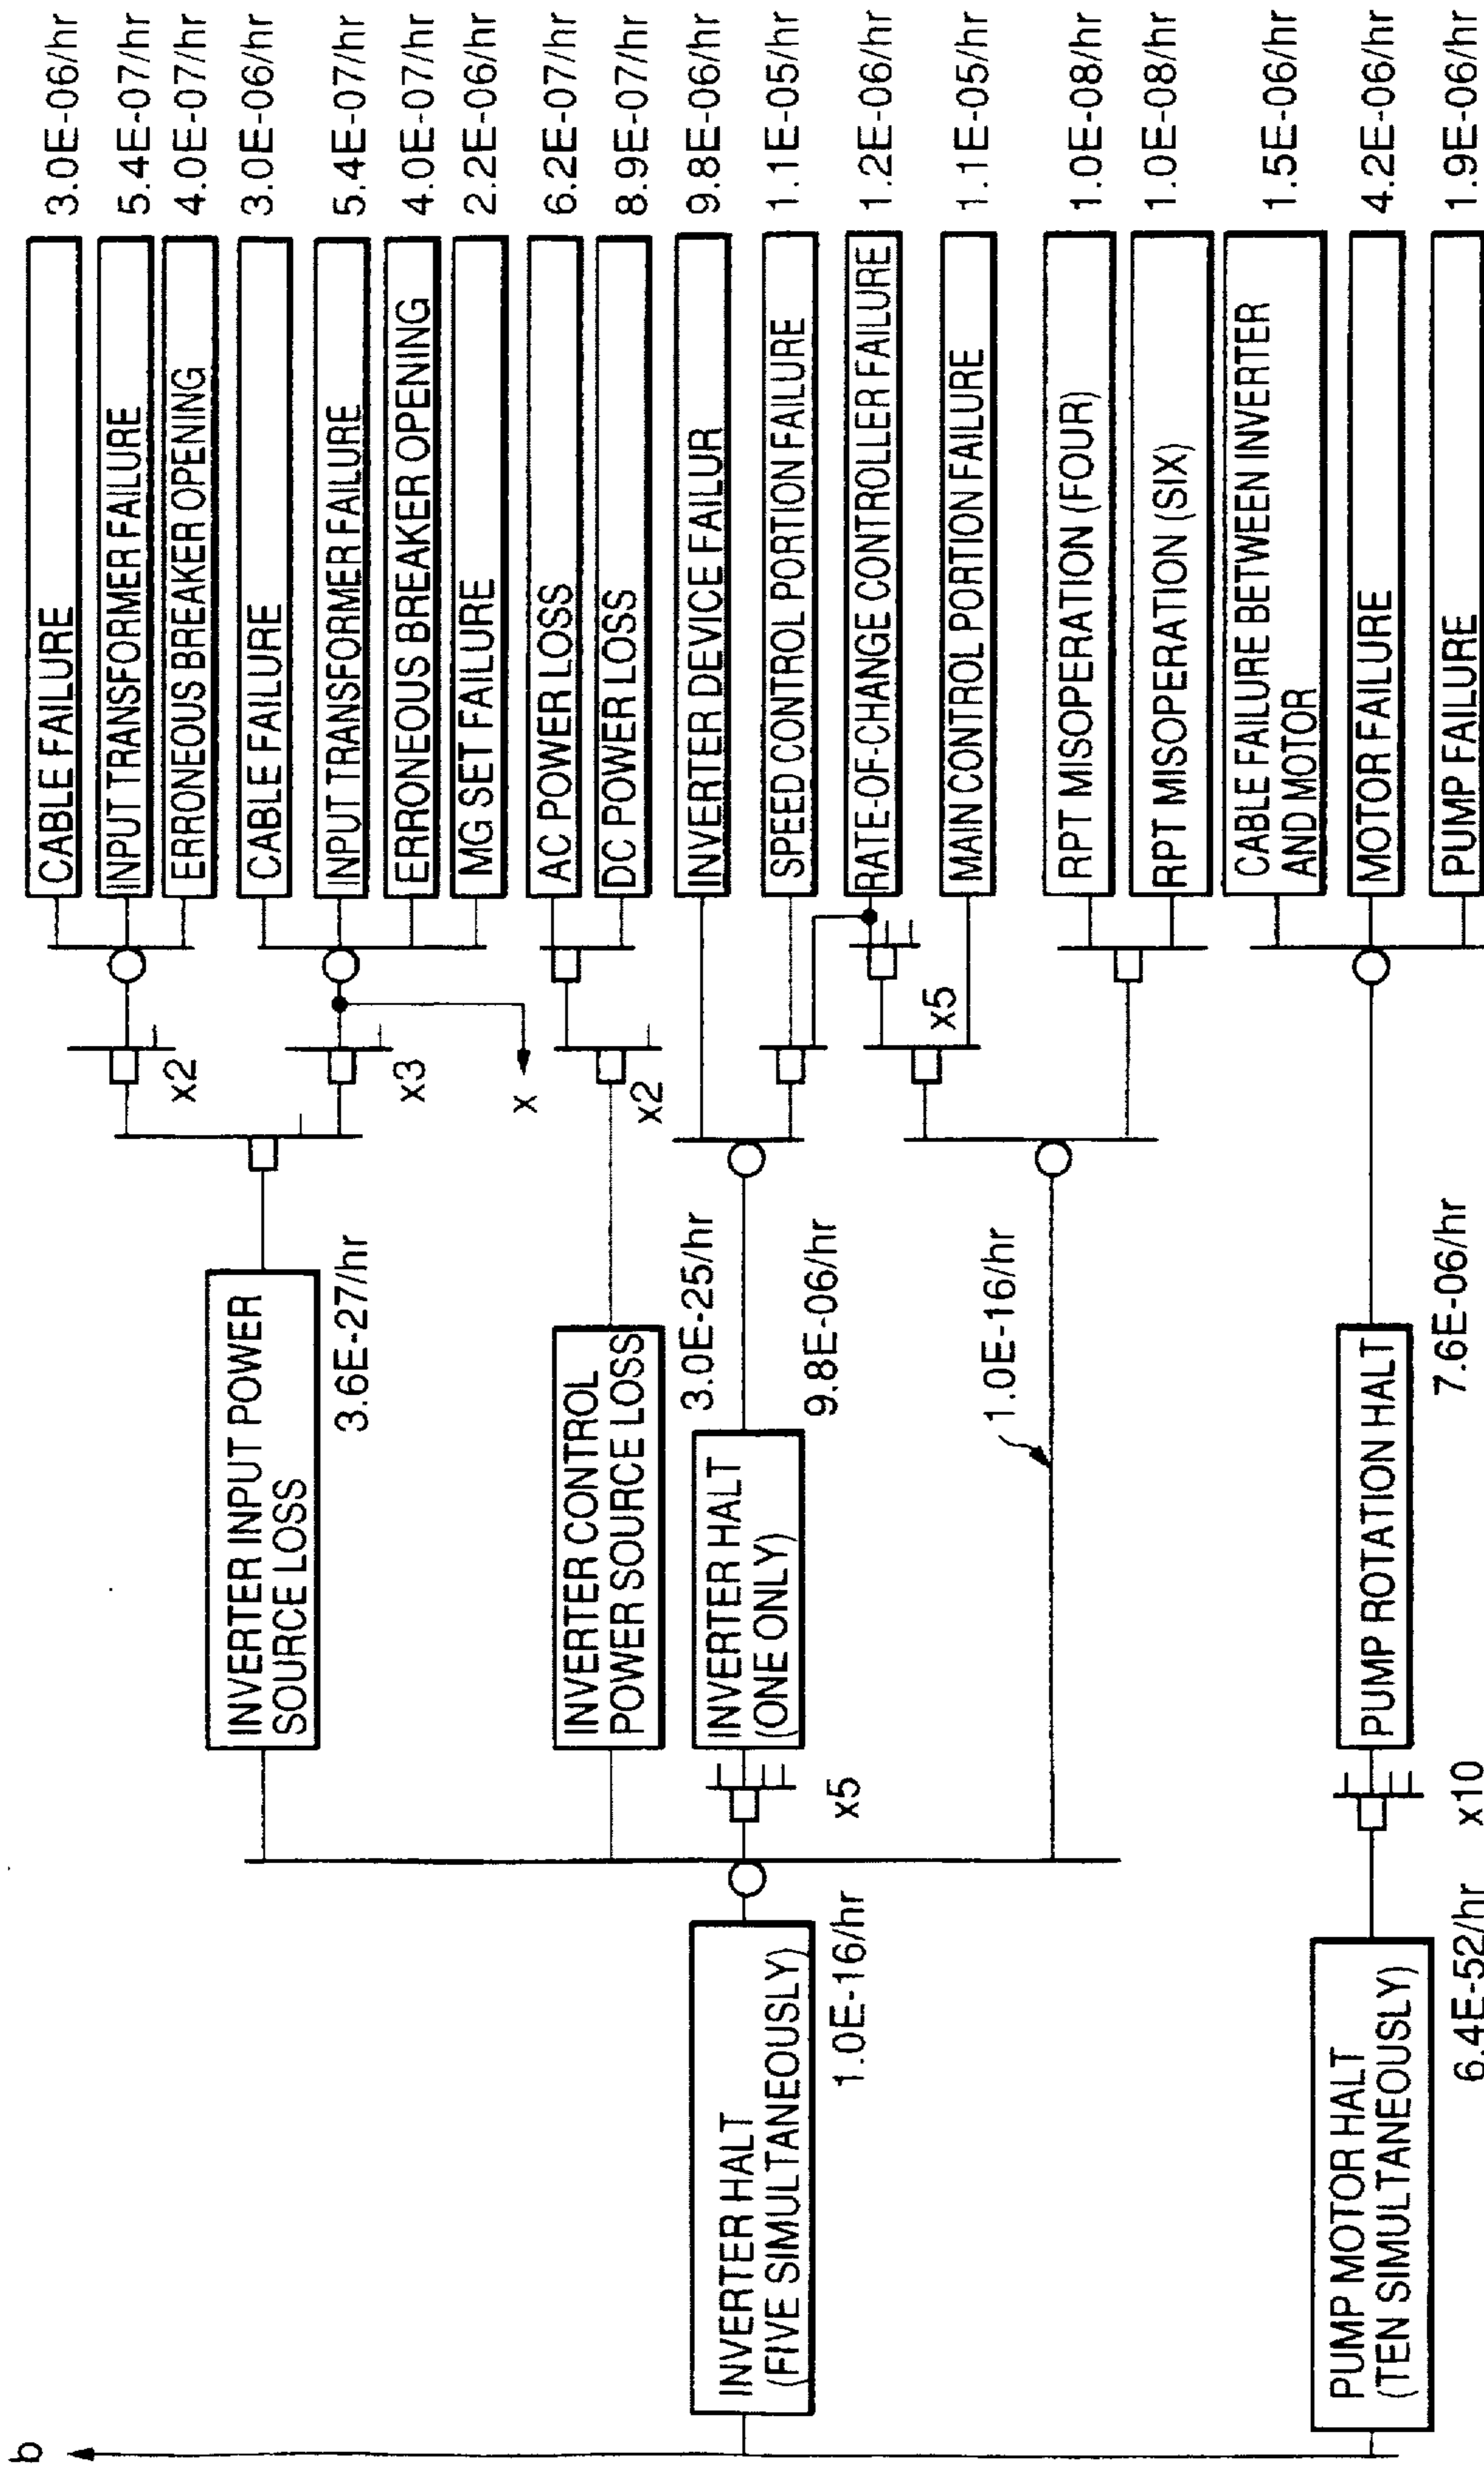 b
INVERTER HALT
(FIVE SIMULTANEOUSLY)
1.0E-16/hr
PUMP MOTOR HALT
(TEN SIMULTANEOUSLY)
6.4E-52/hr
x10
INVERTER INPUT POWER
SOURCE LOSS
3.6E-27/hr
INVERTER CONTROL
POWER SOURCE LOSS
3.0E-25/hr
INVERTER HALT
(ONE ONLY)
9.8E-06/hr
x5
1.0E-16/hr
PUMP ROTATION HALT
7.6E-06/hr
x2
x3
x
x2
x5
CABLE FAILURE
3.0E-06/hr
INPUT TRANSFORMER FAILURE
5.4E-07/hr
ERRONEOUS BREAKER OPENING
4.0E-07/hr
CABLE FAILURE
3.0E-06/hr
INPUT TRANSFORMER FAILURE
5.4E-07/hr
ERRONEOUS BREAKER OPENING
4.0E-07/hr
MG SET FAILURE
2.2E-06/hr
AC POWER LOSS
6.2E-07/hr
DC POWER LOSS
8.9E-07/hr
INVERTER DEVICE FAILUR
9.8E-06/hr
SPEED CONTROL PORTION FAILURE
1.1E-05/hr
RATE-OF-CHANGE CONTROLLER FAILURE
1.2E-06/hr
MAIN CONTROL PORTION FAILURE
1.1E-05/hr
RPT MISOPERATION (FOUR)
1.0E-08/hr
RPT MISOPERATION (SIX)
1.0E-08/hr
CABLE FAILURE BETWEEN INVERTER
AND MOTOR
1.5E-06/hr
MOTOR FAILURE
4.2E-06/hr
PUMP FAILURE
1.9E-06/hr